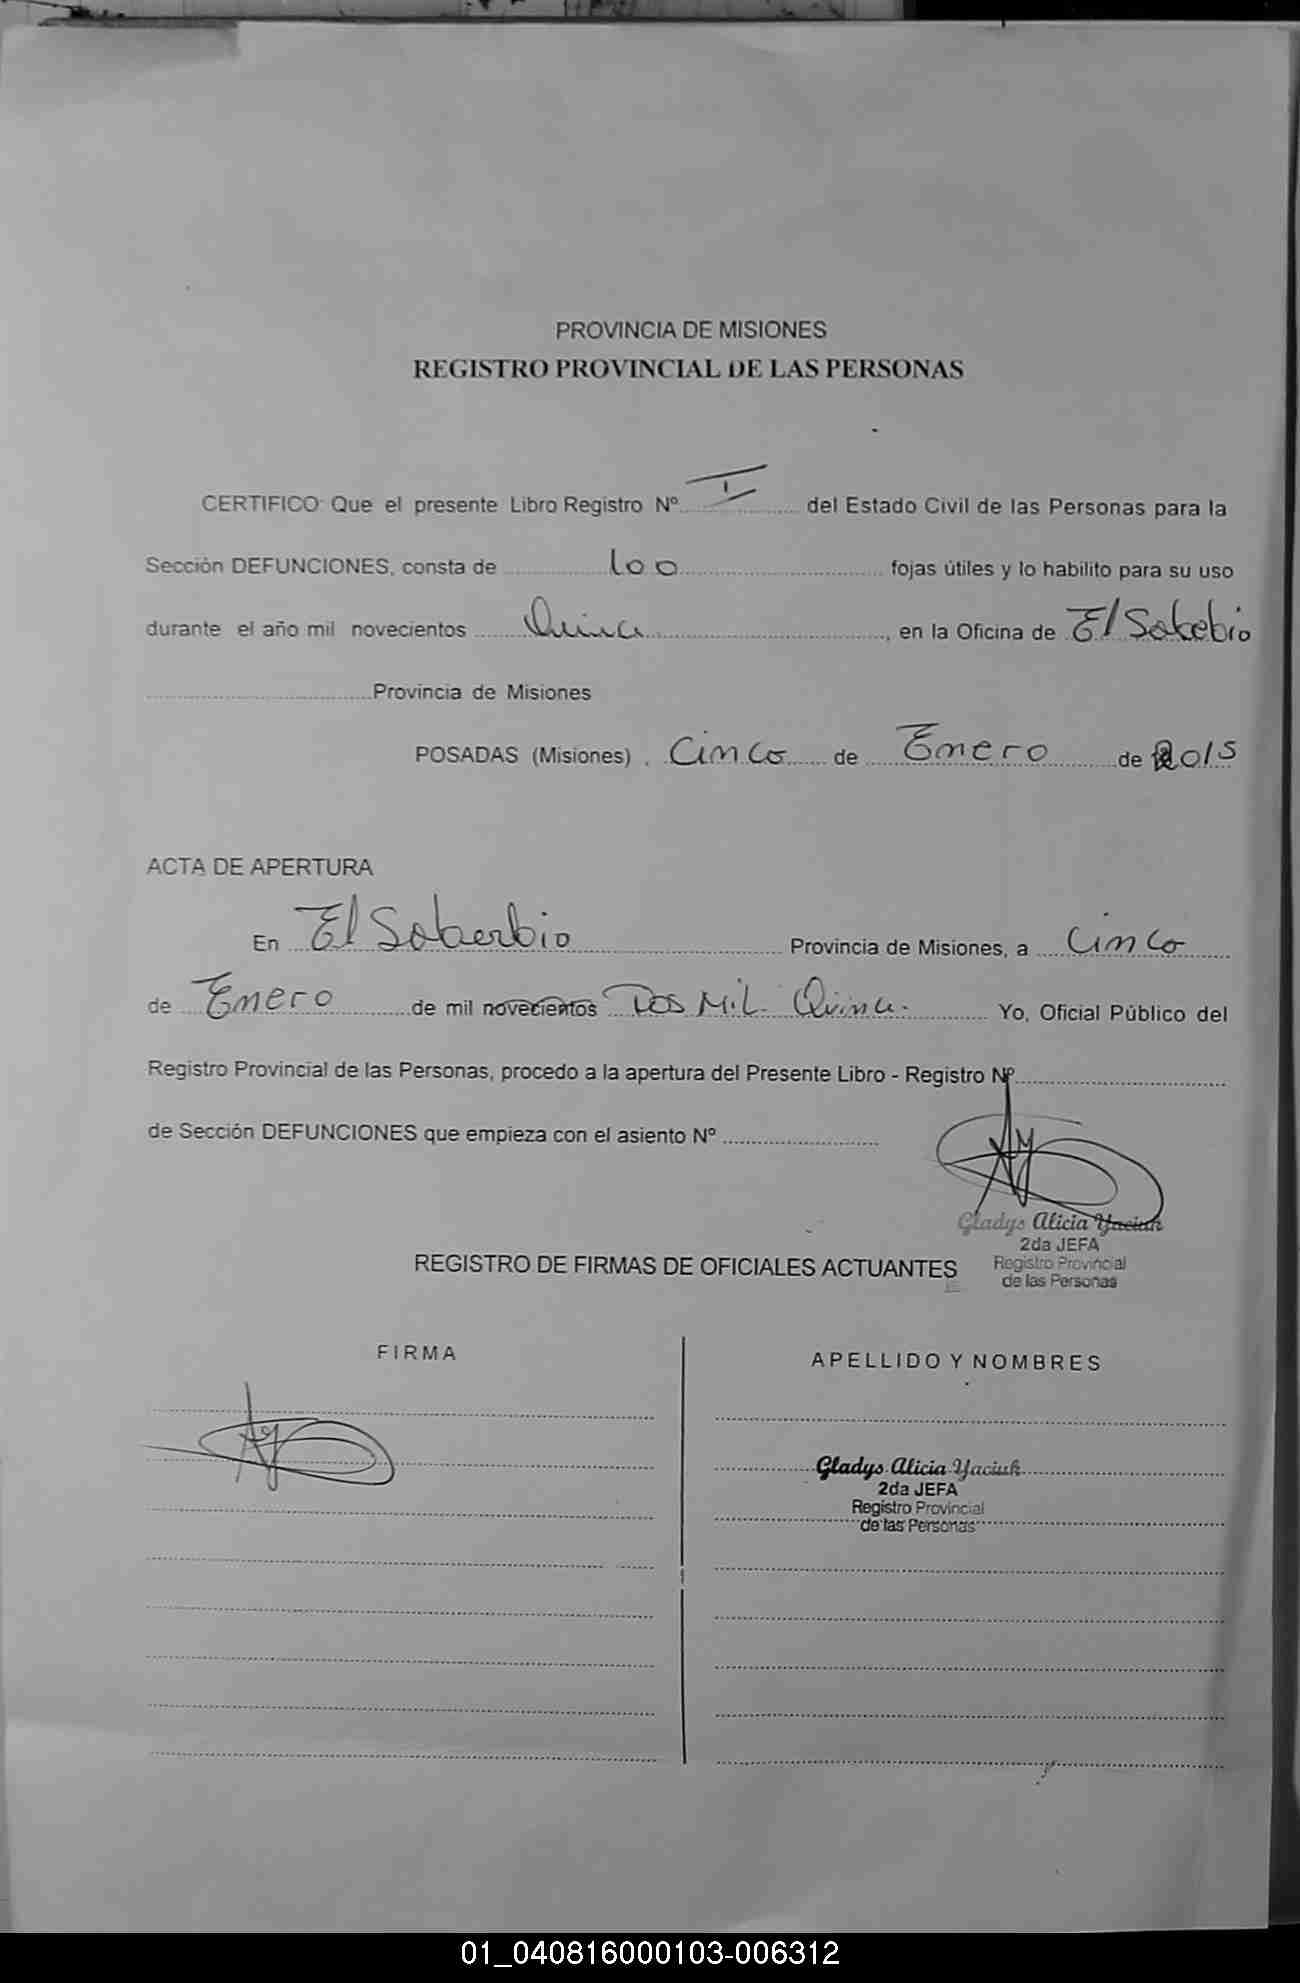 PROVINCIA DE MISIONES
REGISTRO PROVINCIAL DE LAS PERSONAS
CERTIFICO: Que el presente Libro Registro Nº I del Estado Civil de las Personas para la
Sección DEFUNCIONES, consta de 100 fojas útiles y lo habilito para su uso
durante el año mil novecientos Quince, en la Oficina de El Soberbio
Provincia de Misiones
POSADAS (Misiones), Cinco de Enero de 2015
ACTA DE APERTURA
En El Soberbio Provincia de Misiones, a Cinco
de Enero de mil novecientos Dos Mil Quince. Yo, Oficial Público del
Registro Provincial de las Personas, procedo a la apertura del Presente Libro - Registro Nº
de Sección DEFUNCIONES que empieza con el asiento Nº
Gladys Alicia Yaciuk
2da JEFA
Registro Provincial
de las Personas
REGISTRO DE FIRMAS DE OFICIALES ACTUANTES
FIRMA APELLIDO Y NOMBRES
Gladys Alicia Yaciuk
2da JEFA
Registro Provincial
de las Personas
01_040816000103-006312